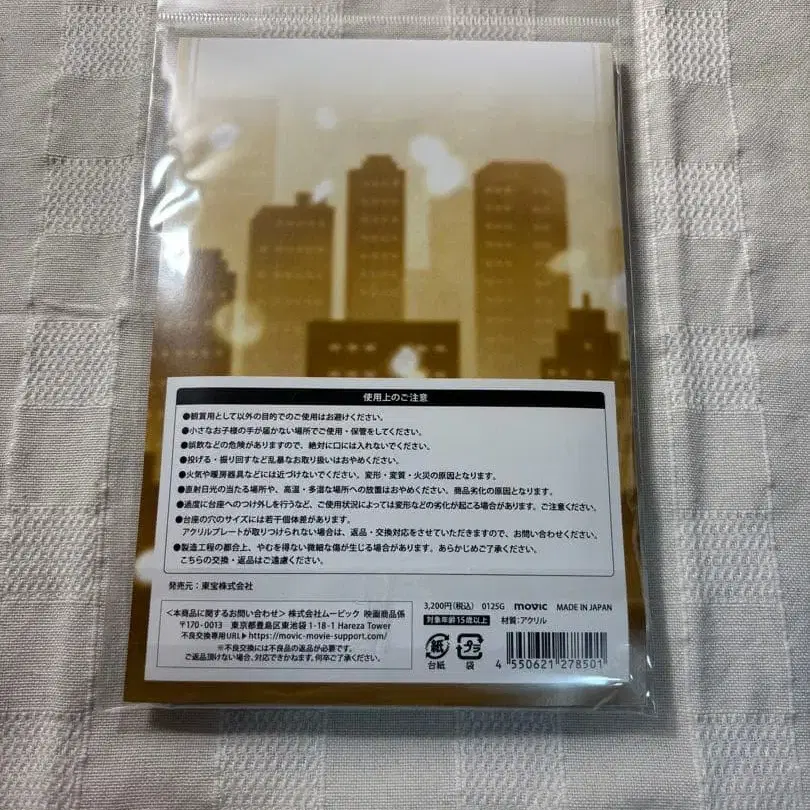 使用上のご注意
●観賞用として以外の目的でのご使用はお避けください。
●小さなお子様の手が届かない場所でご使用・保管をしてください。
●誤飲などの危険がありますので、絶対に口には入れないでください。
●投げる・振り回すなど乱暴なお取り扱いはおやめください。
●火気や暖房器具などには近づけないでください。変形・変質・火災の原因となります。
●直射日光の当たる場所や、高温・多湿な場所への放置はおやめください。商品劣化の原因となります。
●過度に台座へのつけ外しを行うなど、ご使用状況によっては変形などの劣化が起こる場合があります。ご注意ください。
●台座の穴のサイズには若干個体差があります。
アクリルプレートが取りつけられない場合は、返品・交換対応をさせていただきますので、お問い合わせください。
●製造工程の都合上、やむを得ない微細な傷が生じる場合があります。あらかじめご了承ください。
こちらの交換・返品はご遠慮ください。
発売元：東宝株式会社
＜本商品に関するお問い合わせ＞ 株式会社ムービック 映画商品係
〒170-0013 東京都豊島区東池袋 1-18-1 Hareza Tower
不良交換専用URL▶https://movic-movie-support.com/
※不良交換には不良品の返品が必要です。
ご返品頂けない場合、対応できかねます。何卒ご了承ください。
3,200円(税込) 0125G movic MADE IN JAPAN
対象年齢15歳以上 材質：アクリル
紙 プラ
台紙 袋
4 550621 278501